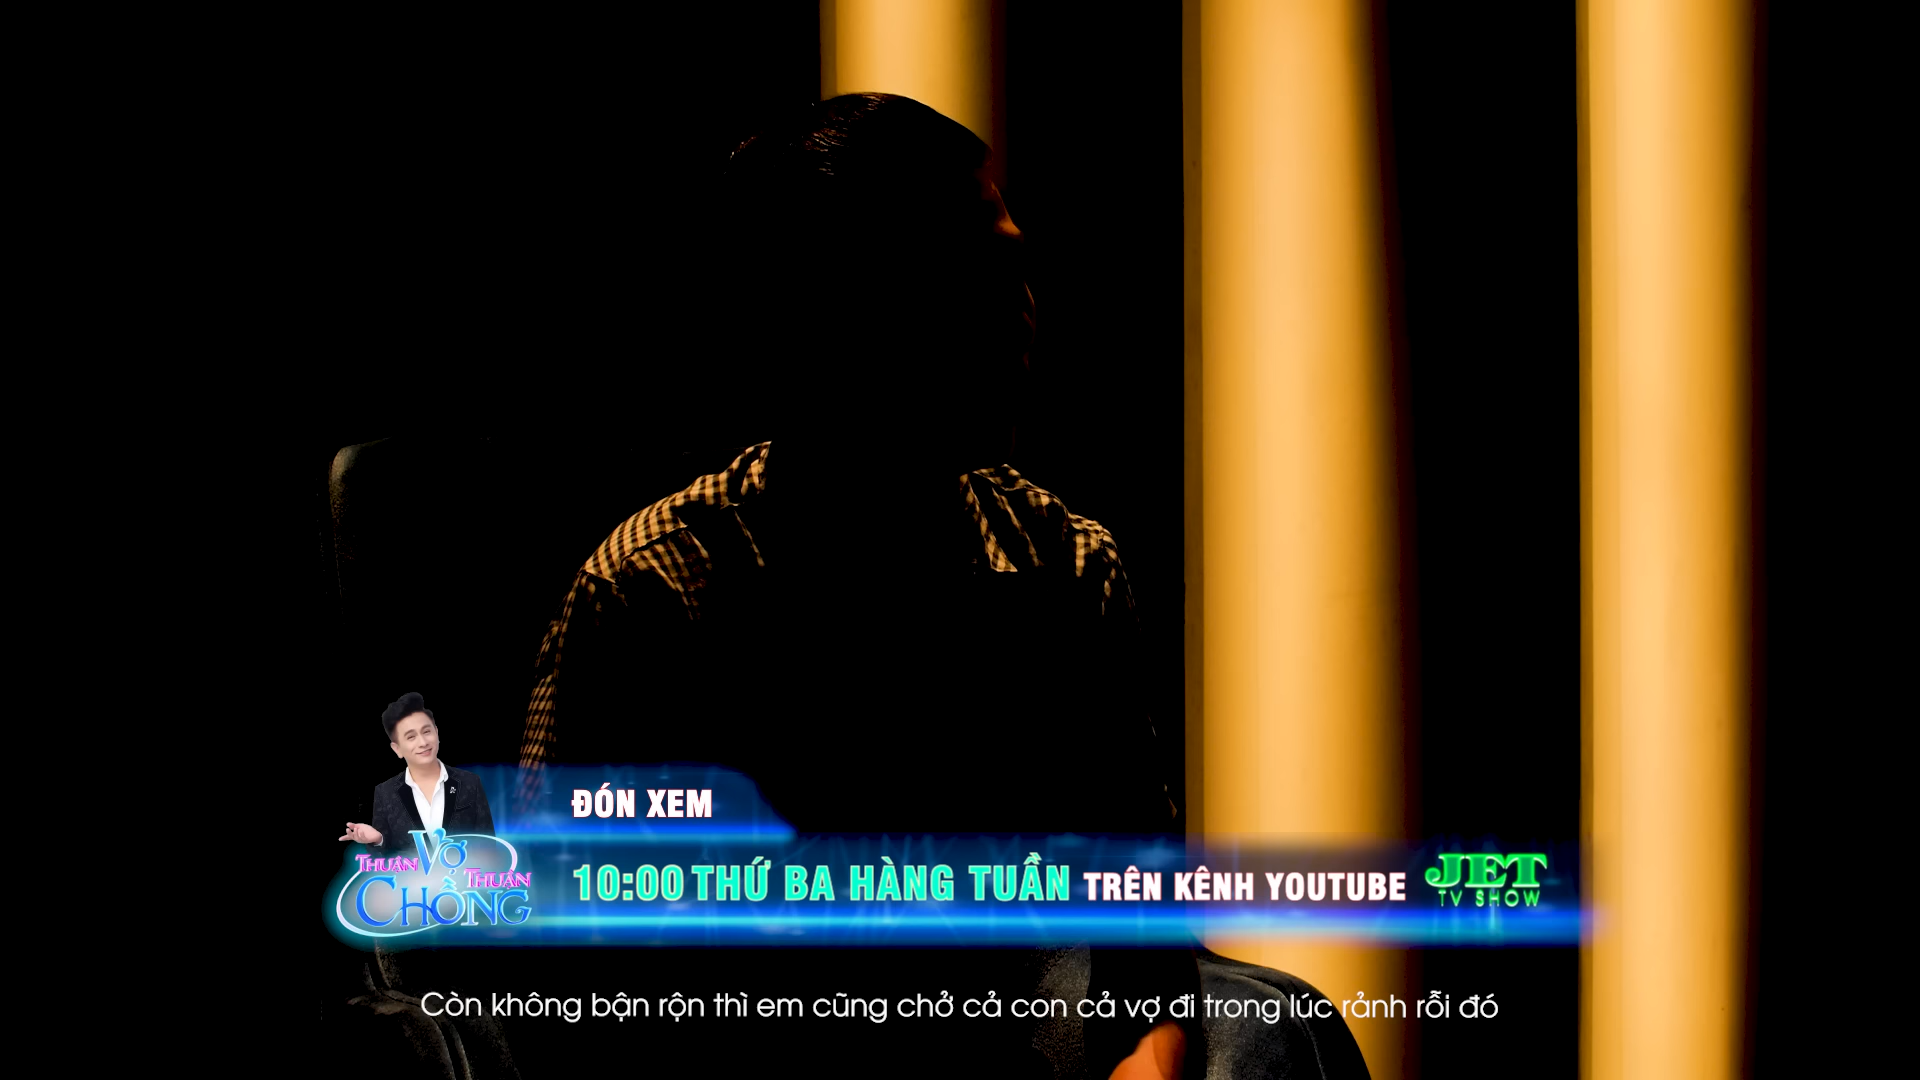 ĐÓN XEM
10:00 THỨ BA HÀNG TUẦN TRÊN KÊNH YOUTUBE
JET
TV SHOW
THUẬN VỢ
THUẬN CHỒNG
Còn không bận rộn thì em cũng chở cả con cả vợ đi trong lúc rảnh rỗi đó